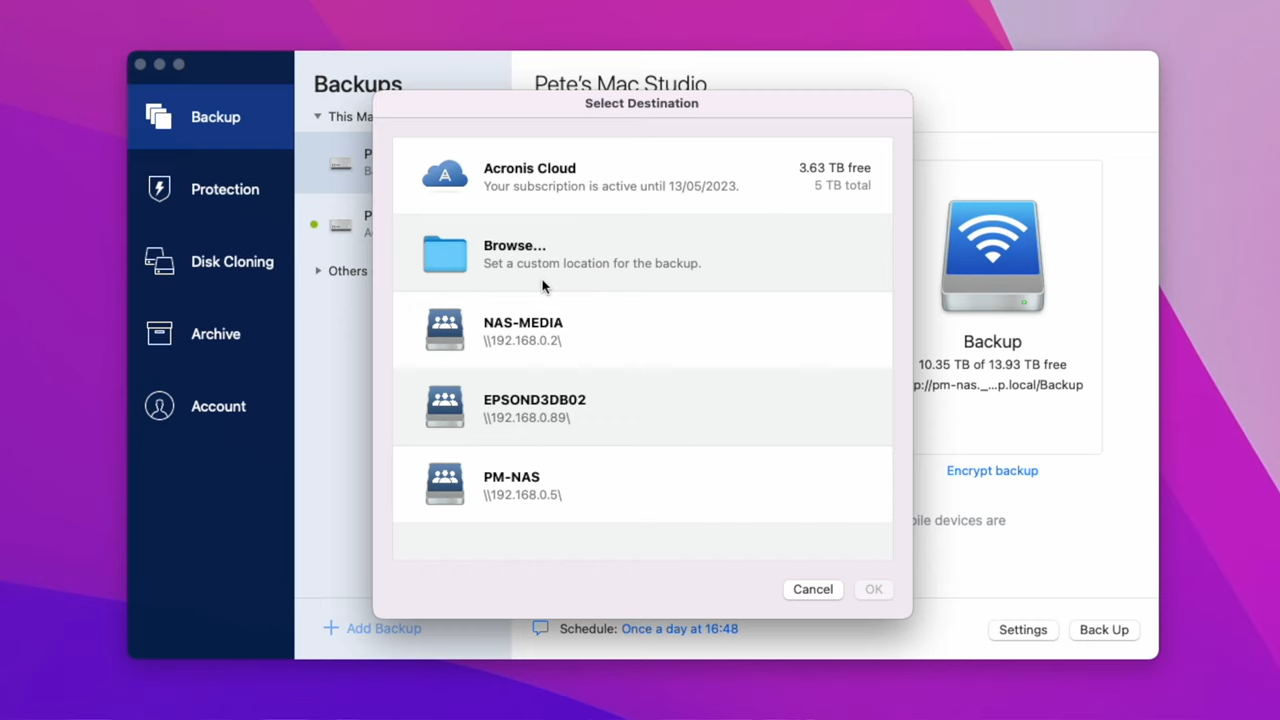 Backup
Protection
Disk Cloning
Archive
Account
Backups
This Ma
P
B
P
A
Others
Add Backup
Pete's Mac Studio
Select Destination
Acronis Cloud
Your subscription is active until 13/05/2023.
3.63 TB free
5 TB total
Browse...
Set a custom location for the backup.
NAS-MEDIA
\\192.168.0.2\
EPSOND3DB02
\\192.168.0.89\
PM-NAS
\\192.168.0.5\
Cancel
OK
Backup
10.35 TB of 13.93 TB free
p://pm-nas._...p.local/Backup
Encrypt backup
bile devices are
Schedule: Once a day at 16:48
Settings
Back Up